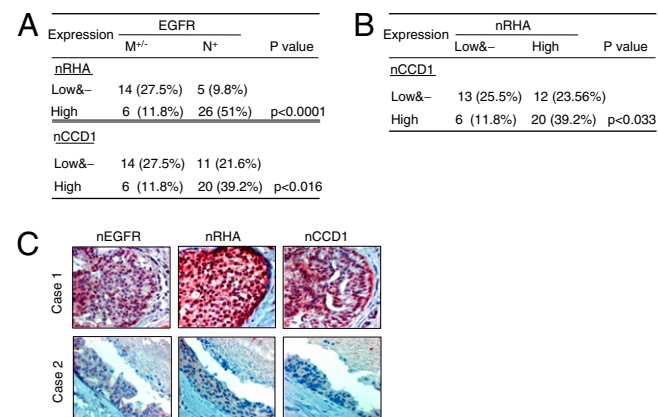 A
Expression
EGFR
M+/- N+ P value
nRHA
Low&− 14 (27.5%) 5 (9.8%)
High 6 (11.8%) 26 (51%) p<0.0001
nCCD1
Low&− 14 (27.5%) 11 (21.6%)
High 6 (11.8%) 20 (39.2%) p<0.016
B
Expression
nRHA
Low&− High P value
nCCD1
Low&− 13 (25.5%) 12 (23.56%)
High 6 (11.8%) 20 (39.2%) p<0.033
C
nEGFR nRHA nCCD1
Case 1
Case 2